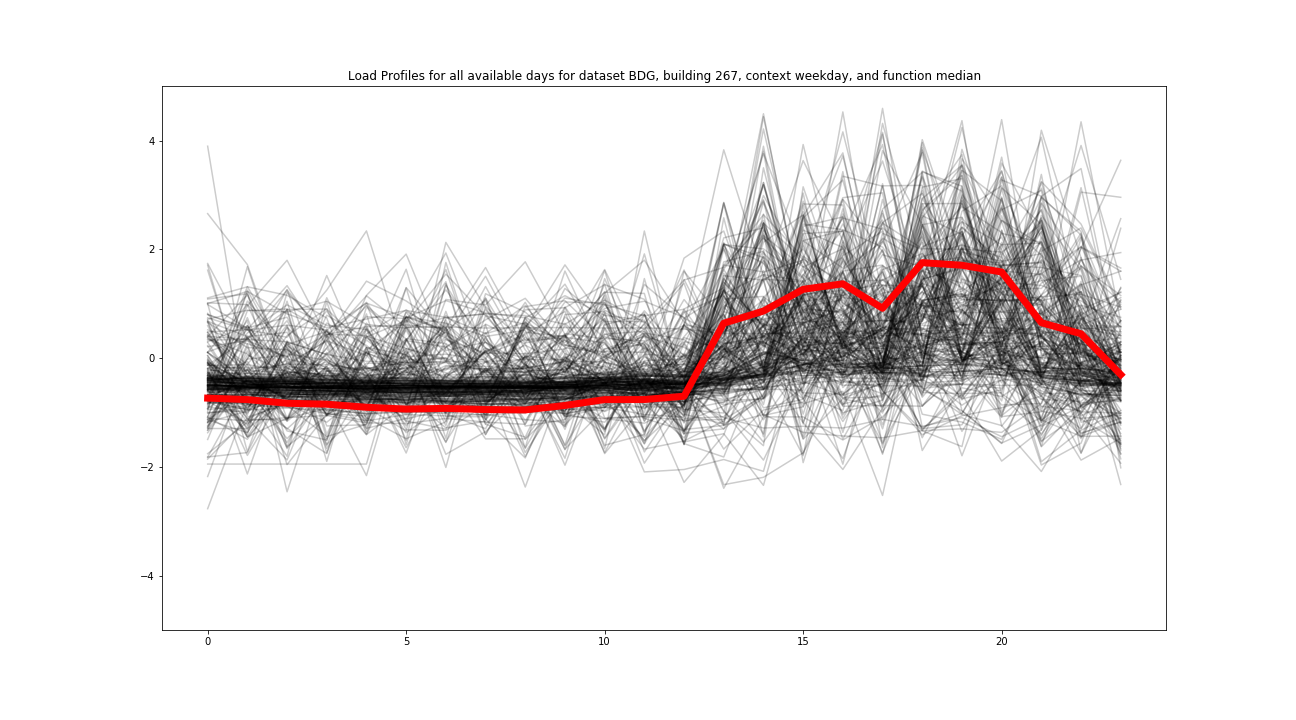 Load Profiles for all available days for dataset BDG, building 267, context weekday, and function median
4
2
0
−2
−4
0 5 10 15 20